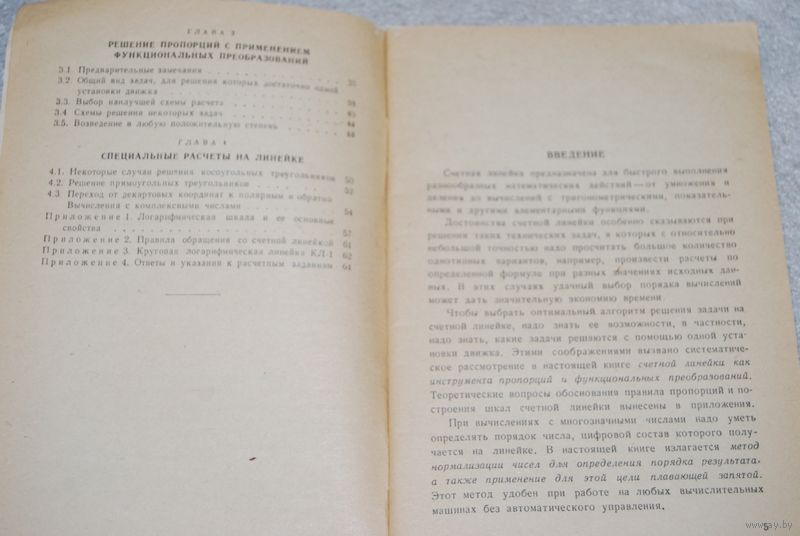 ГЛАВА 3
РЕШЕНИЕ ПРОПОРЦИЙ С ПРИМЕНЕНИЕМ
ФУНКЦИОНАЛЬНЫХ ПРЕОБРАЗОВАНИЙ
3.1. Предварительные замечания
3.2. Общий вид задач, для решения которых достаточно одной
установки движка
3.3. Выбор наилучшей схемы расчета
3.4 Схемы решения некоторых задач
3.5. Возведение в любую положительную степень
ГЛАВА 4
СПЕЦИАЛЬНЫЕ РАСЧЕТЫ НА ЛИНЕЙКЕ
4.1. Некоторые случаи решения косоугольных треугольников 50
4.2. Решение прямоугольных треугольников 52
4.3 Переход от декартовых координат к полярным и обратно
Вычисления с комплексными числами 54
Приложение 1. Логарифмическая шкала и ее основные
свойства 57
Приложение 2. Правила обращения со счетной линейкой 61
Приложение 3. Круговая логарифмическая линейка КЛ-1 62
Приложение 4. Ответы и указания к расчетным заданиям 64
ВВЕДЕНИЕ
Счетная линейка предназначена для быстрого выполнения
разнообразных математических действий — от умножения и
деления до вычислений с тригонометрическими, показатель-
ными и другими элементарными функциями.
Достоинства счетной линейки особенно сказываются при
решении таких технических задач, в которых с относительно
небольшой точностью надо просчитать большое количество
однотипных вариантов, например, произвести расчеты по
определенной формуле при разных значениях исходных дан-
ных. В этих случаях удачный выбор порядка вычислений
может дать значительную экономию времени.
Чтобы выбрать оптимальный алгоритм решения задачи на
счетной линейке, надо знать ее возможности, в частности,
надо знать, какие задачи решаются с помощью одной уста-
новки движка. Этими соображениями вызвано систематиче-
ское рассмотрение в настоящей книге счетной линейки как
инструмента пропорций и функциональных преобразований.
Теоретические вопросы обоснования правила пропорций и по-
строения шкал счетной линейки вынесены в приложения.
При вычислениях с многозначными числами надо уметь
определять порядок числа, цифровой состав которого полу-
чается на линейке. В настоящей книге излагается метод
нормализации чисел для определения порядка результата,
а также применение для этой цели плавающей запятой.
Этот метод удобен при работе на любых вычислительных
машинах без автоматического управления.
5
www.ay.by